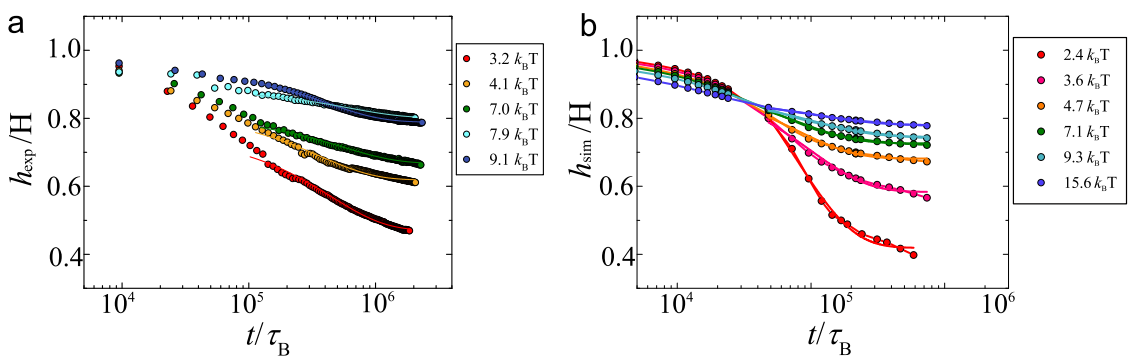 a
1.0
0.8
0.6
0.4
h_exp/H
10^4
10^5
10^6
t/τ_B
3.2 k_BT
4.1 k_BT
7.0 k_BT
7.9 k_BT
9.1 k_BT
b
1.0
0.8
0.6
0.4
h_sim/H
10^4
10^5
10^6
t/τ_B
2.4 k_BT
3.6 k_BT
4.7 k_BT
7.1 k_BT
9.3 k_BT
15.6 k_BT